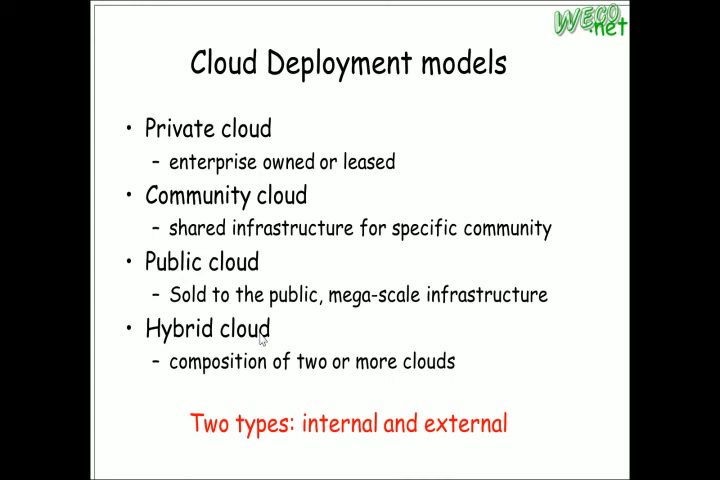 WECO
.net
Cloud Deployment models
• Private cloud
– enterprise owned or leased
• Community cloud
– shared infrastructure for specific community
• Public cloud
– Sold to the public, mega-scale infrastructure
• Hybrid cloud
– composition of two or more clouds
Two types: internal and external